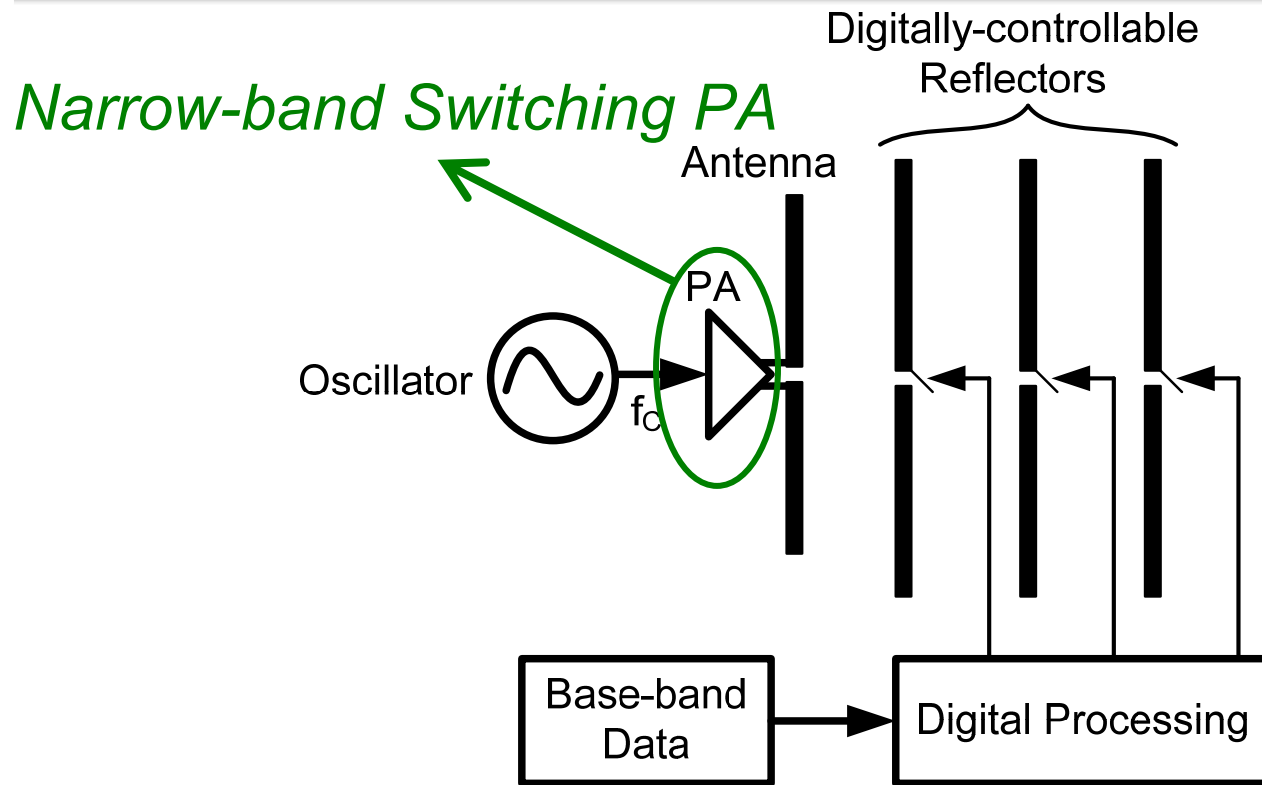 Digitally-controllable
Reflectors
Narrow-band Switching PA
Antenna
PA
Oscillator
fC
Base-band
Data
Digital Processing